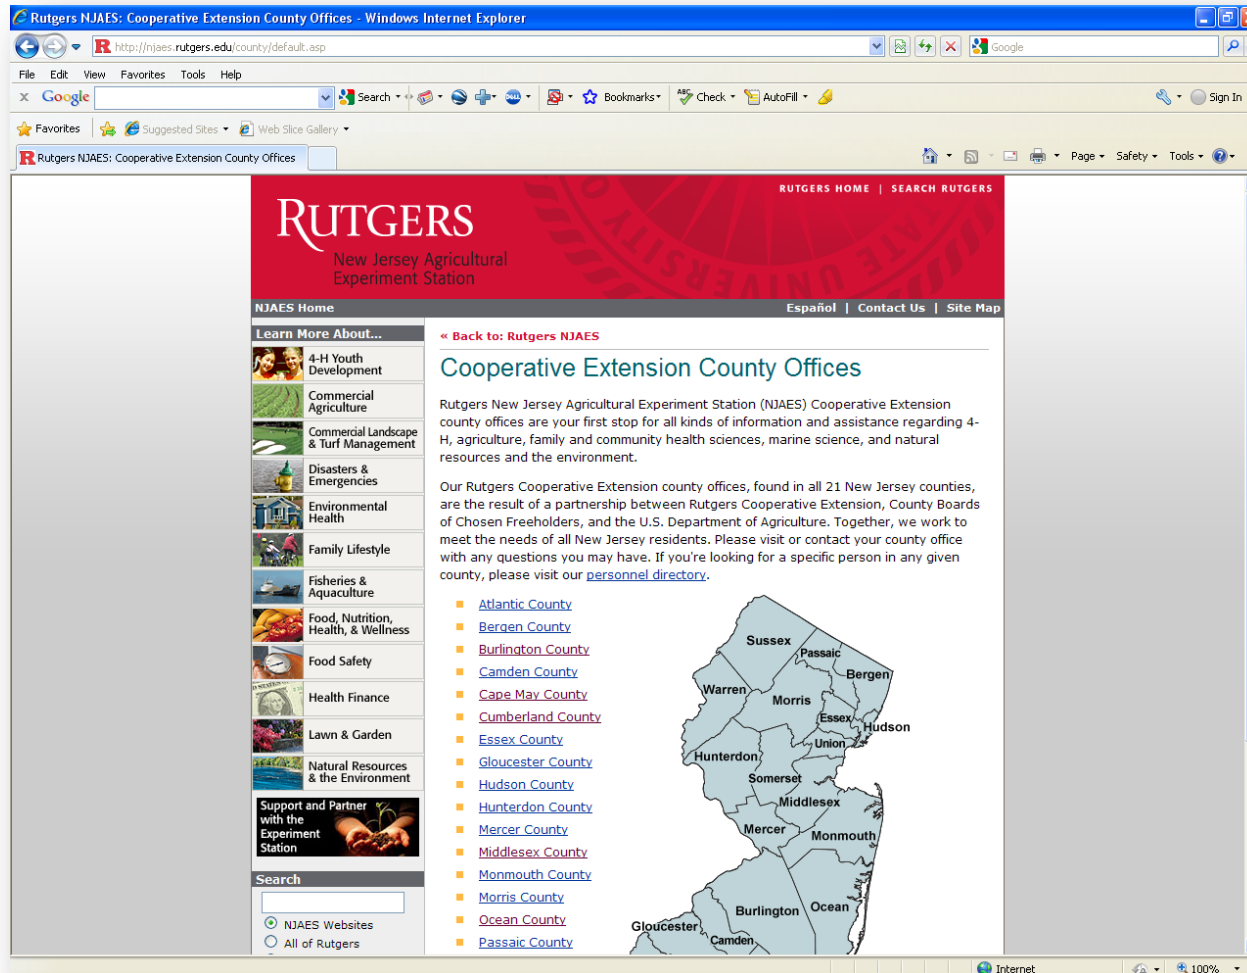 Rutgers NJAES: Cooperative Extension County Offices - Windows Internet Explorer
http://njaes.rutgers.edu/county/default.asp
Google
File Edit View Favorites Tools Help
x Google Search Bookmarks Check AutoFill Sign In
Favorites Suggested Sites Web Slice Gallery
Rutgers NJAES: Cooperative Extension County Offices
Page Safety Tools
RUTGERS HOME | SEARCH RUTGERS
RUTGERS
New Jersey Agricultural
Experiment Station
NJAES Home
Español | Contact Us | Site Map
Learn More About...
4-H Youth
Development
Commercial
Agriculture
Commercial Landscape
& Turf Management
Disasters &
Emergencies
Environmental
Health
Family Lifestyle
Fisheries &
Aquaculture
Food, Nutrition,
Health, & Wellness
Food Safety
Health Finance
Lawn & Garden
Natural Resources
& the Environment
Support and Partner
with the
Experiment
Station
Search
NJAES Websites
All of Rutgers
« Back to: Rutgers NJAES
Cooperative Extension County Offices
Rutgers New Jersey Agricultural Experiment Station (NJAES) Cooperative Extension
county offices are your first stop for all kinds of information and assistance regarding 4-
H, agriculture, family and community health sciences, marine science, and natural
resources and the environment.
Our Rutgers Cooperative Extension county offices, found in all 21 New Jersey counties,
are the result of a partnership between Rutgers Cooperative Extension, County Boards
of Chosen Freeholders, and the U.S. Department of Agriculture. Together, we work to
meet the needs of all New Jersey residents. Please visit or contact your county office
with any questions you may have. If you're looking for a specific person in any given
county, please visit our personnel directory.
Atlantic County
Bergen County
Burlington County
Camden County
Cape May County
Cumberland County
Essex County
Gloucester County
Hudson County
Hunterdon County
Mercer County
Middlesex County
Monmouth County
Morris County
Ocean County
Passaic County
Sussex
Passaic
Bergen
Warren
Morris
Essex
Hudson
Union
Hunterdon
Somerset
Middlesex
Mercer
Monmouth
Burlington
Ocean
Gloucester
Camden
Internet
100%